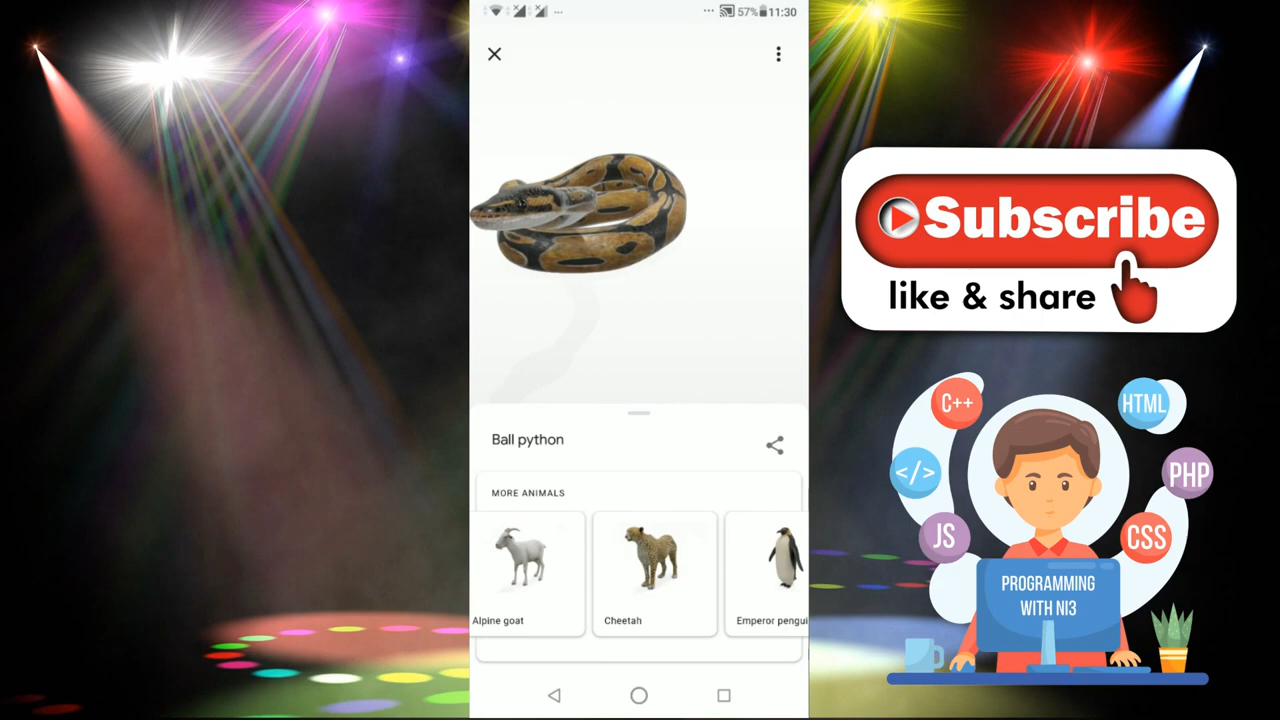 57% 11:30
Ball python
MORE ANIMALS
Alpine goat
Cheetah
Emperor pengui
Subscribe
like & share
C++
HTML
</>
PHP
JS
CSS
PROGRAMMING
WITH NI3